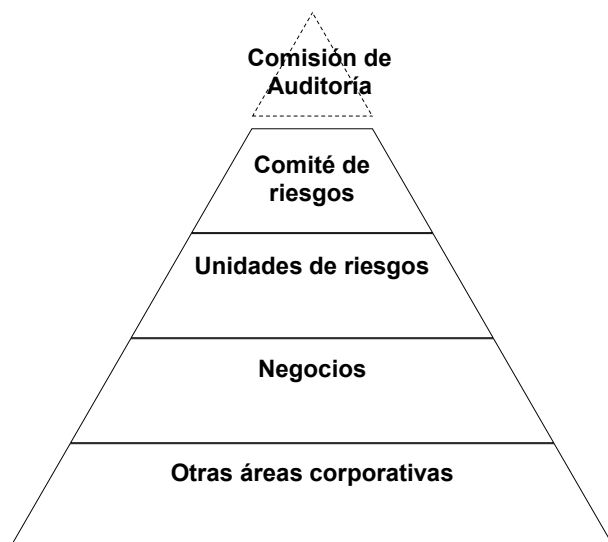 Comisión de
Auditoría
Comité de
riesgos
Unidades de riesgos
Negocios
Otras áreas corporativas